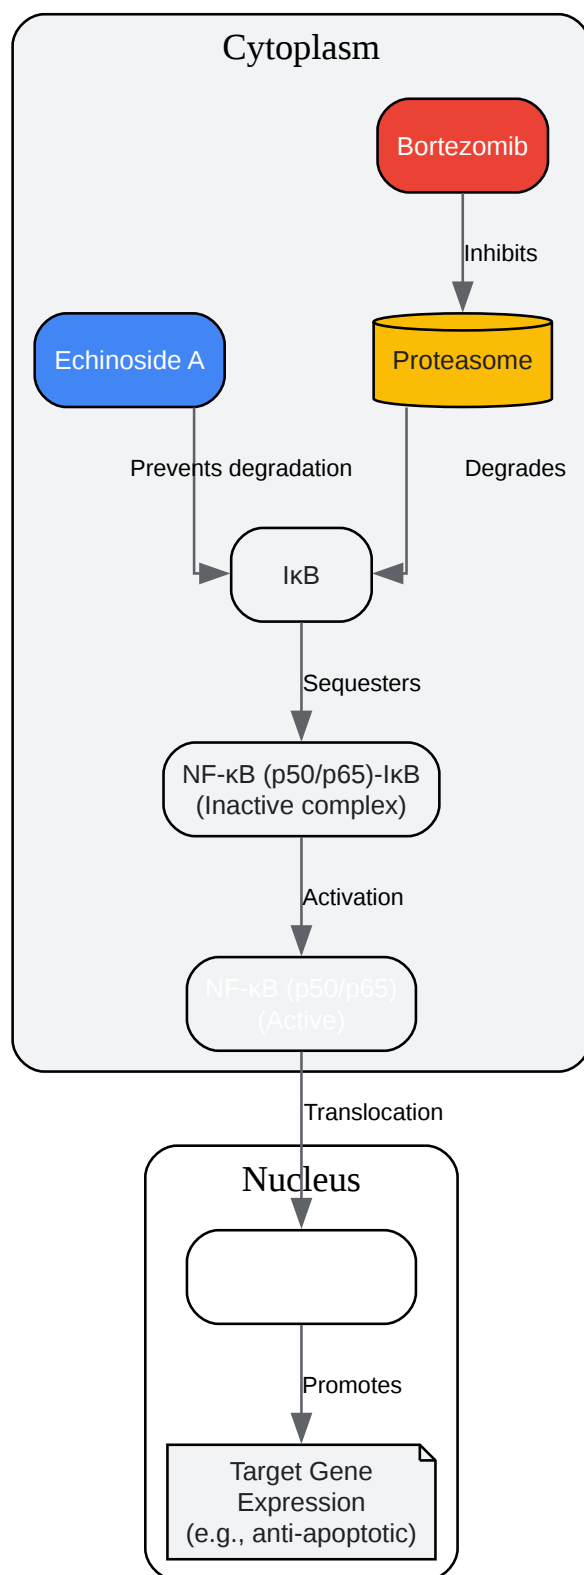 Cytoplasm
Bortezomib
Inhibits
Echinoside A
Proteasome
Prevents degradation
Degrades
IκB
Sequesters
NF-κB (p50/p65)-IκB
(Inactive complex)
Activation
NF-κB (p50/p65)
(Active)
Translocation
Nucleus
Promotes
Target Gene
Expression
(e.g., anti-apoptotic)